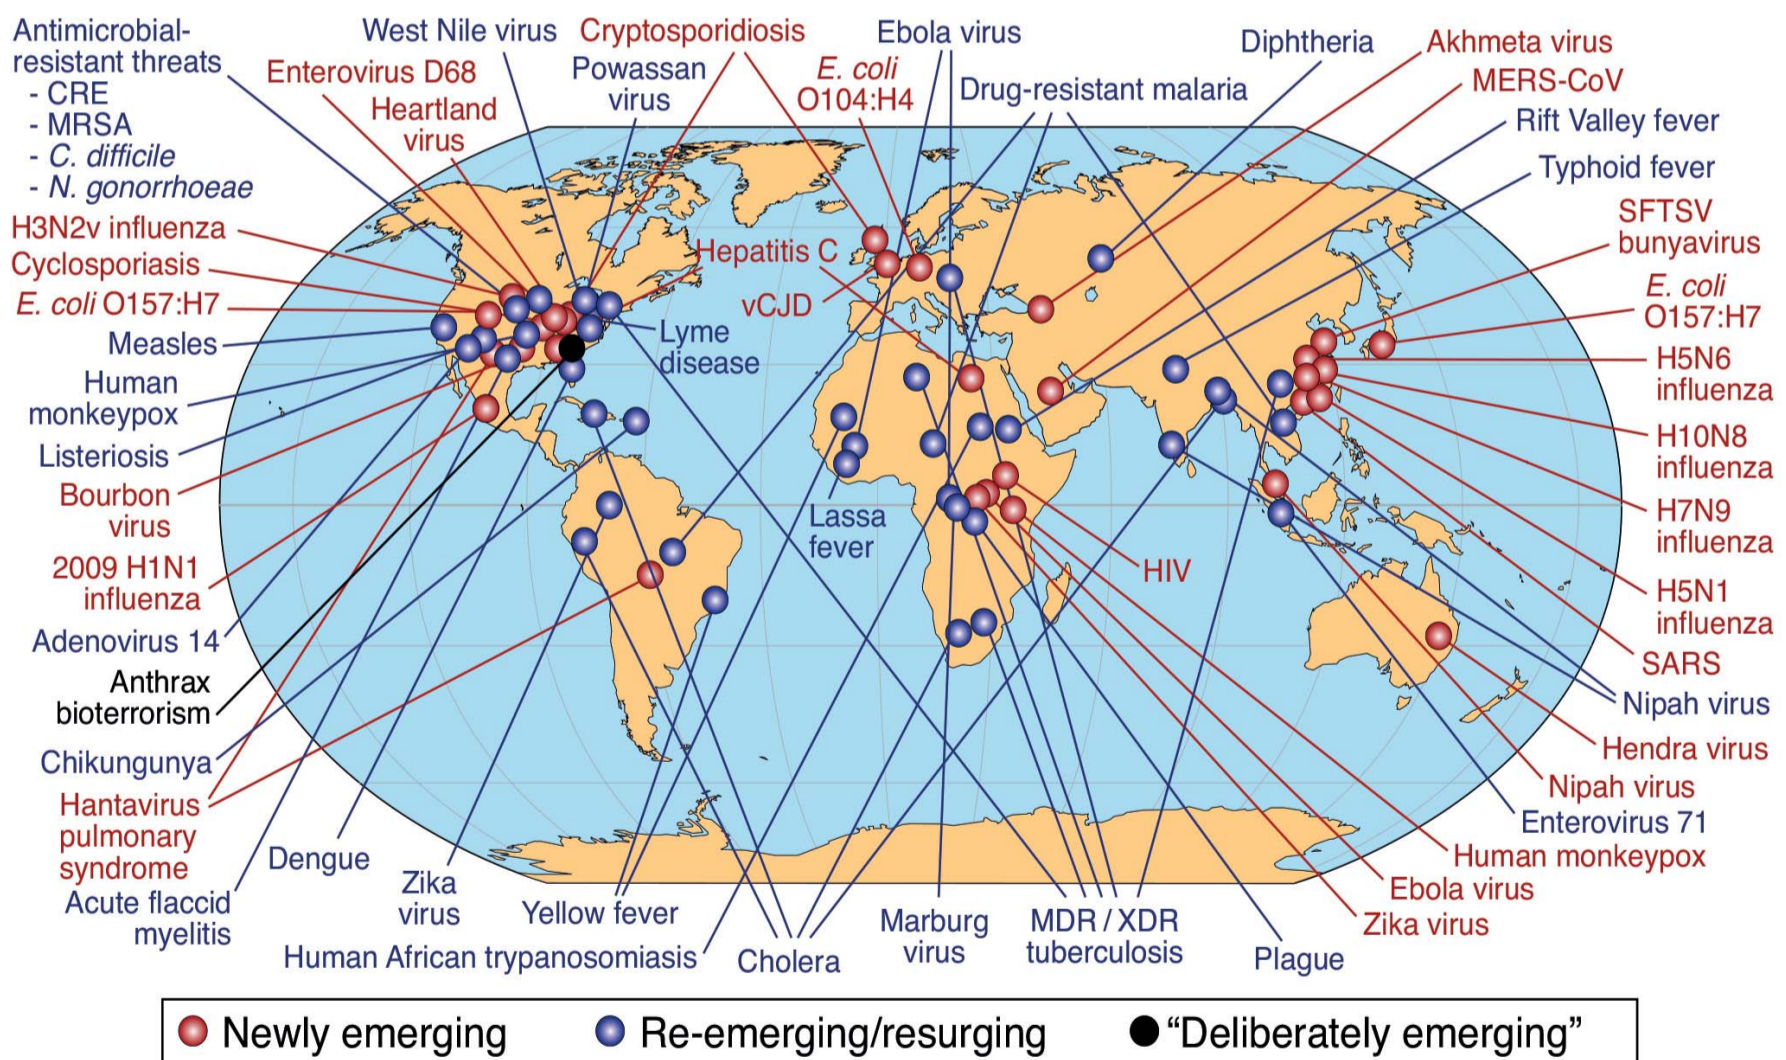 Antimicrobial-
resistant threats
- CRE
- MRSA
- C. difficile
- N. gonorrhoeae
West Nile virus
Cryptosporidiosis
Enterovirus D68
Heartland
virus
Powassan
virus
E. coli
O104:H4
Ebola virus
Drug-resistant malaria
Diphtheria
Akhmeta virus
MERS-CoV
Rift Valley fever
Typhoid fever
SFTSV
bunyavirus
E. coli
O157:H7
H5N6
influenza
H10N8
influenza
H7N9
influenza
H5N1
influenza
SARS
Nipah virus
Hendra virus
Nipah virus
Enterovirus 71
Human monkeypox
Ebola virus
Zika virus
Plague
MDR / XDR
tuberculosis
Marburg
virus
Cholera
Human African trypanosomiasis
Yellow fever
Zika
virus
Dengue
Acute flaccid
myelitis
Hantavirus
pulmonary
syndrome
Chikungunya
Anthrax
bioterrorism
Adenovirus 14
2009 H1N1
influenza
Bourbon
virus
Listeriosis
Human
monkeypox
Measles
E. coli O157:H7
Cyclosporiasis
H3N2v influenza
Hepatitis C
vCJD
Lyme
disease
Lassa
fever
HIV
Newly emerging
Re-emerging/resurging
“Deliberately emerging”